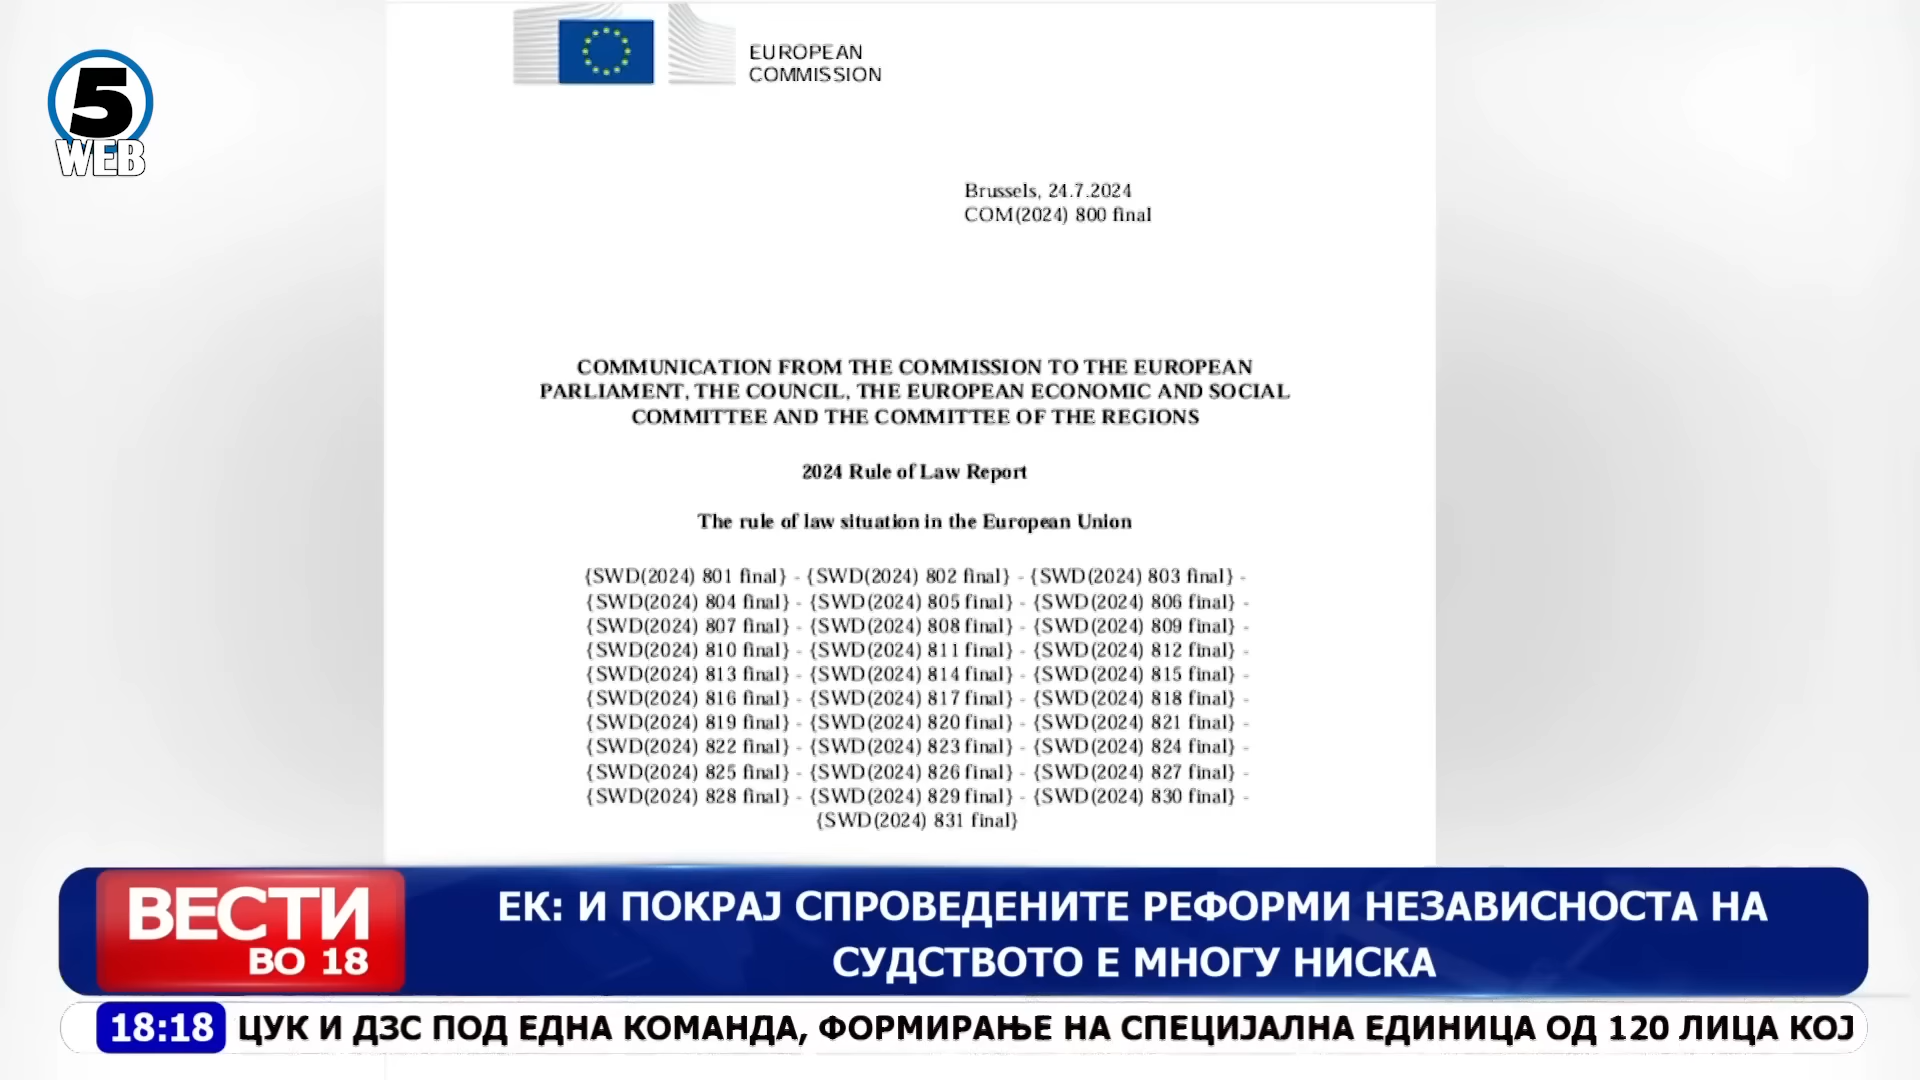 5
WEB
EUROPEAN
COMMISSION
Brussels, 24.7.2024
COM(2024) 800 final
COMMUNICATION FROM THE COMMISSION TO THE EUROPEAN
PARLIAMENT, THE COUNCIL, THE EUROPEAN ECONOMIC AND SOCIAL
COMMITTEE AND THE COMMITTEE OF THE REGIONS
2024 Rule of Law Report
The rule of law situation in the European Union
{SWD(2024) 801 final} - {SWD(2024) 802 final} - {SWD(2024) 803 final} -
{SWD(2024) 804 final} - {SWD(2024) 805 final} - {SWD(2024) 806 final} -
{SWD(2024) 807 final} - {SWD(2024) 808 final} - {SWD(2024) 809 final} -
{SWD(2024) 810 final} - {SWD(2024) 811 final} - {SWD(2024) 812 final} -
{SWD(2024) 813 final} - {SWD(2024) 814 final} - {SWD(2024) 815 final} -
{SWD(2024) 816 final} - {SWD(2024) 817 final} - {SWD(2024) 818 final} -
{SWD(2024) 819 final} - {SWD(2024) 820 final} - {SWD(2024) 821 final} -
{SWD(2024) 822 final} - {SWD(2024) 823 final} - {SWD(2024) 824 final} -
{SWD(2024) 825 final} - {SWD(2024) 826 final} - {SWD(2024) 827 final} -
{SWD(2024) 828 final} - {SWD(2024) 829 final} - {SWD(2024) 830 final} -
{SWD(2024) 831 final}
ВЕСТИ
ВО 18
ЕК: И ПОКРАЈ СПРОВЕДЕНИТЕ РЕФОРМИ НЕЗАВИСНОСТА НА
СУДСТВОТО Е МНОГУ НИСКА
18:18 ЦУК И ДЗС ПОД ЕДНА КОМАНДА, ФОРМИРАЊЕ НА СПЕЦИЈАЛНА ЕДИНИЦА ОД 120 ЛИЦА КОЈ